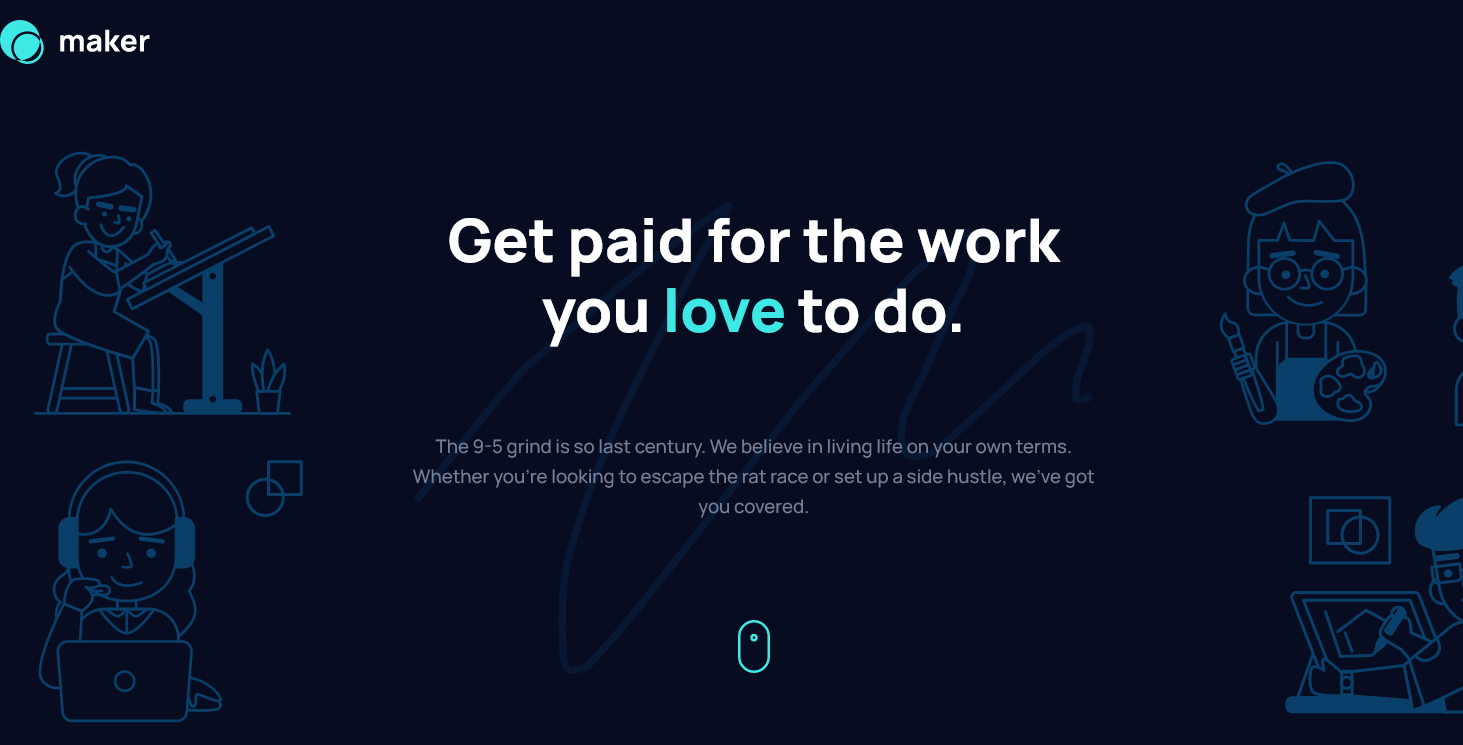 maker
Get paid for the work
you love to do.
The 9-5 grind is so last century. We believe in living life on your own terms.
Whether you’re looking to escape the rat race or set up a side hustle, we’ve got
you covered.